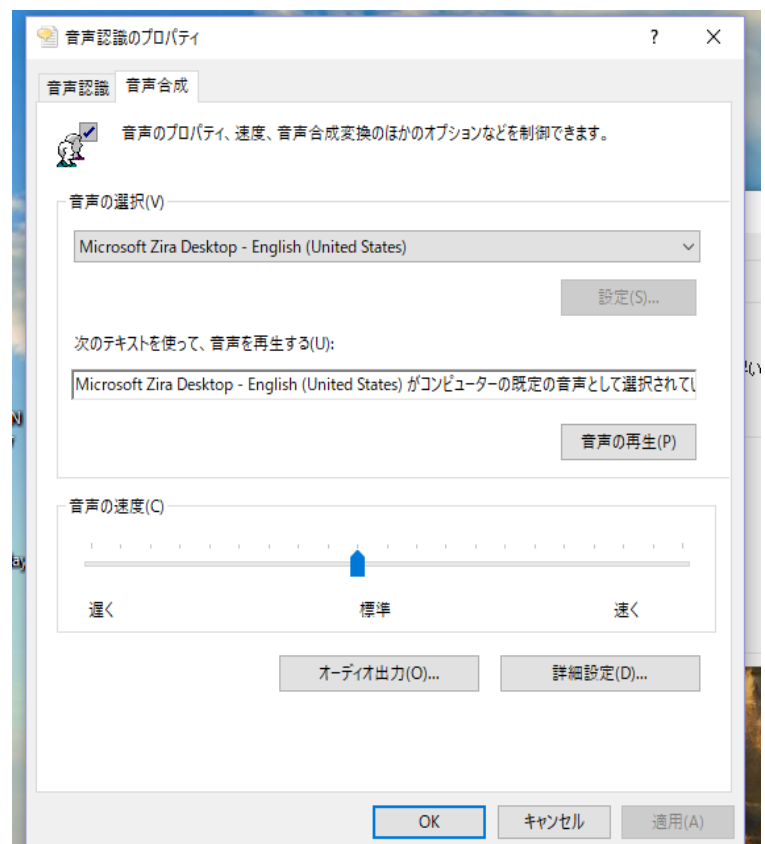 音声認識のプロパティ
音声認識 音声合成
音声のプロパティ、速度、音声合成変換のほかのオプションなどを制御できます。
音声の選択(V)
Microsoft Zira Desktop - English (United States)
設定(S)...
次のテキストを使って、音声を再生する(U):
Microsoft Zira Desktop - English (United States) がコンピューターの既定の音声として選択されてい
音声の再生(P)
音声の速度(C)
遅く 標準 速く
オーディオ出力(O)... 詳細設定(D)...
OK キャンセル 適用(A)